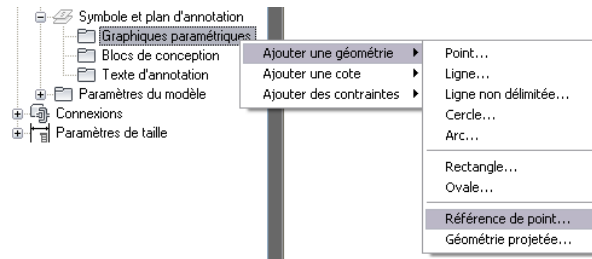 Symbole et plan d'annotation
Graphiques paramétriques
Blocs de conception
Texte d'annotation
Paramètres du modèle
Connexions
Paramètres de taille
Ajouter une géométrie
Ajouter une cote
Ajouter des contraintes
Point...
Ligne...
Ligne non délimitée...
Cercle...
Arc...
Rectangle...
Ovale...
Référence de point...
Géométrie projetée...